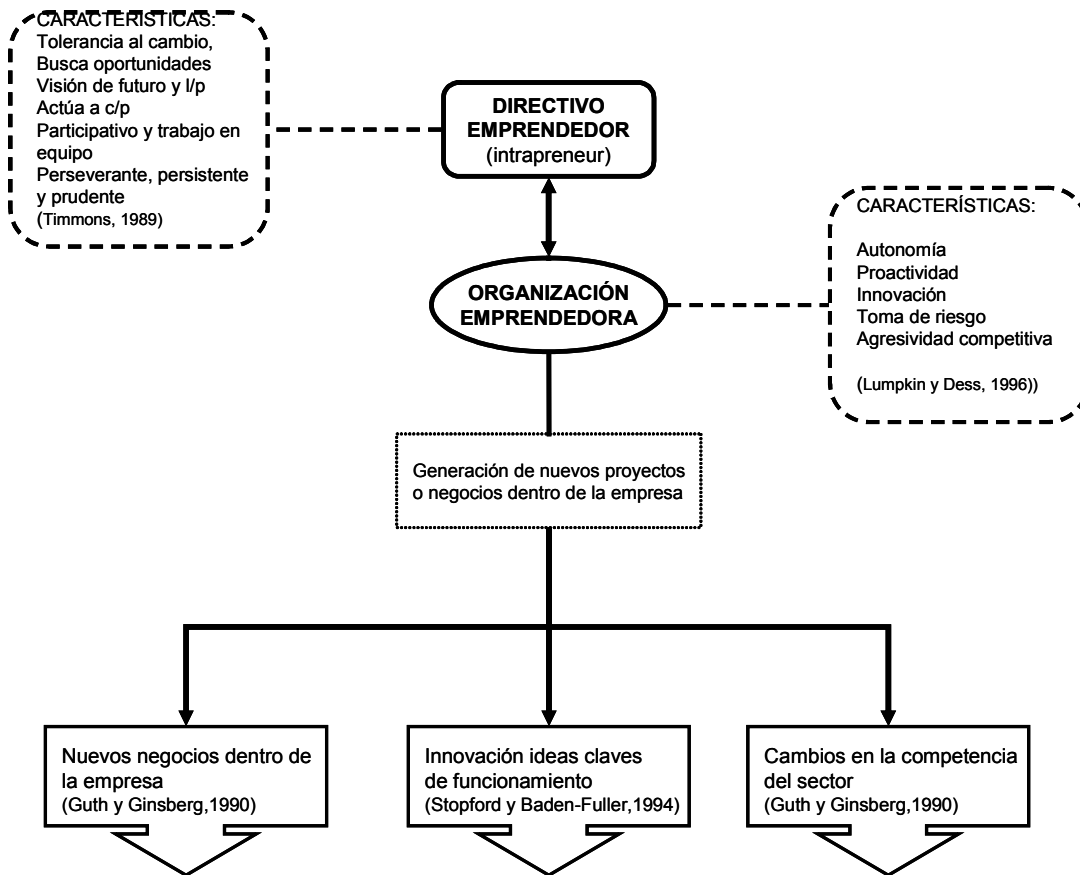 CARACTERÍSTICAS:
Tolerancia al cambio,
Busca oportunidades
Visión de futuro y l/p
Actúa a c/p
Participativo y trabajo en
equipo
Perseverante, persistente
y prudente
(Timmons, 1989)
DIRECTIVO
EMPRENDEDOR
(intrapreneur)
CARACTERÍSTICAS:
Autonomía
Proactividad
Innovación
Toma de riesgo
Agresividad competitiva
(Lumpkin y Dess, 1996))
ORGANIZACIÓN
EMPRENDEDORA
Generación de nuevos proyectos
o negocios dentro de la empresa
Nuevos negocios dentro de
la empresa
(Guth y Ginsberg,1990)
Innovación ideas claves
de funcionamiento
(Stopford y Baden-Fuller,1994)
Cambios en la competencia
del sector
(Guth y Ginsberg,1990)